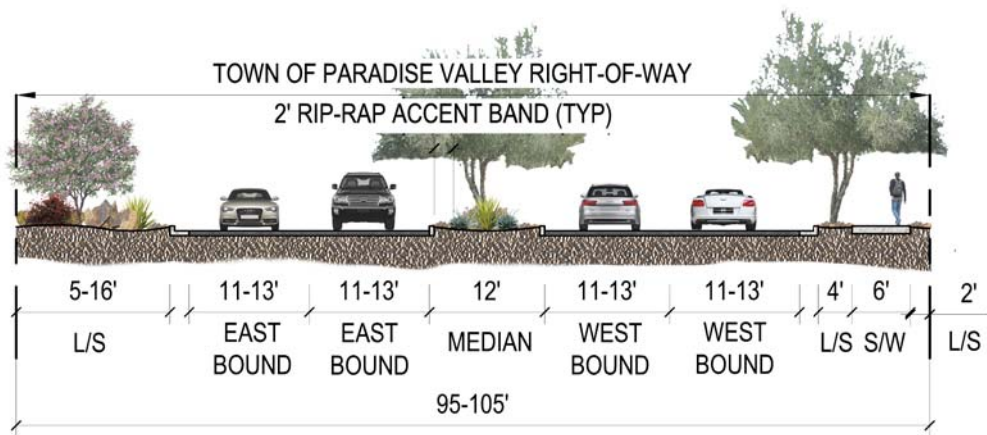 TOWN OF PARADISE VALLEY RIGHT-OF-WAY
2' RIP-RAP ACCENT BAND (TYP)
5-16' 11-13' 11-13' 12' 11-13' 11-13' 4' 6' 2'
L/S EAST BOUND EAST BOUND MEDIAN WEST BOUND WEST BOUND L/S S/W L/S
95-105'